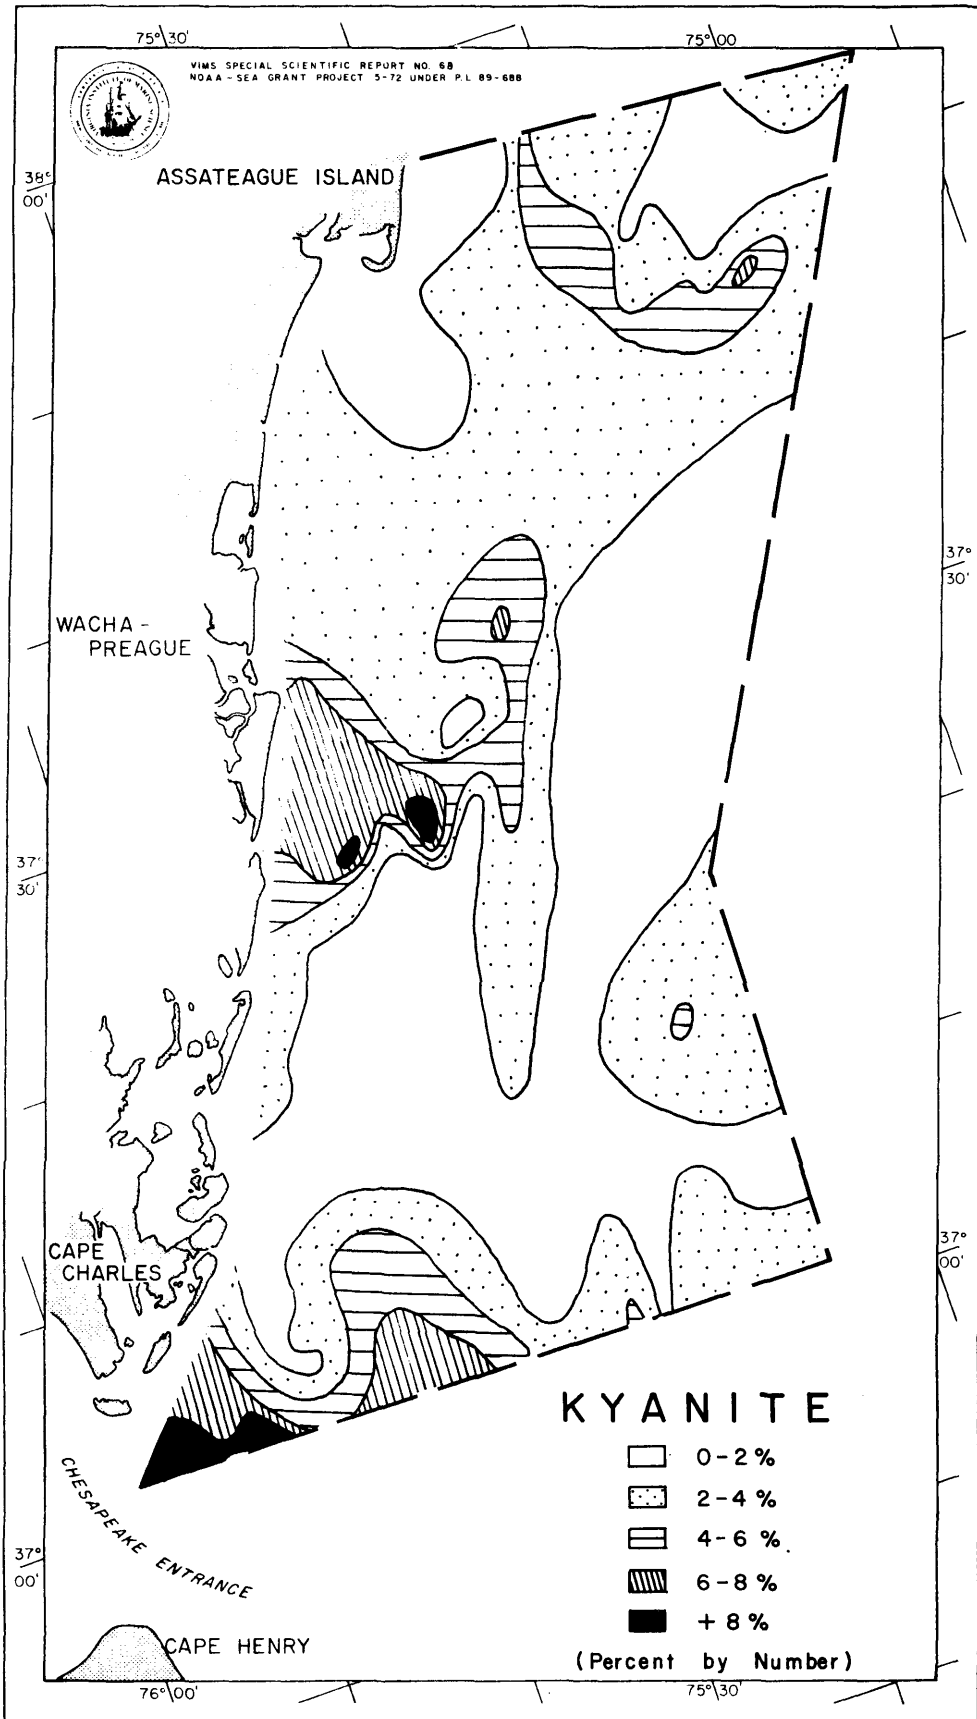 75° 30'
75° 00
VIMS SPECIAL SCIENTIFIC REPORT NO. 68
NOAA - SEA GRANT PROJECT 5-72 UNDER P.L 89-688
38°
00'
ASSATEAGUE ISLAND
37°
30'
WACHA-
PREAGUE
37°
30'
CAPE
CHARLES
37°
00'
KYANITE
0-2%
2-4%
4-6%
6-8%
+8%
(Percent by Number)
CHESAPEAKE ENTRANCE
37°
00'
CAPE HENRY
76° 00'
75° 30'